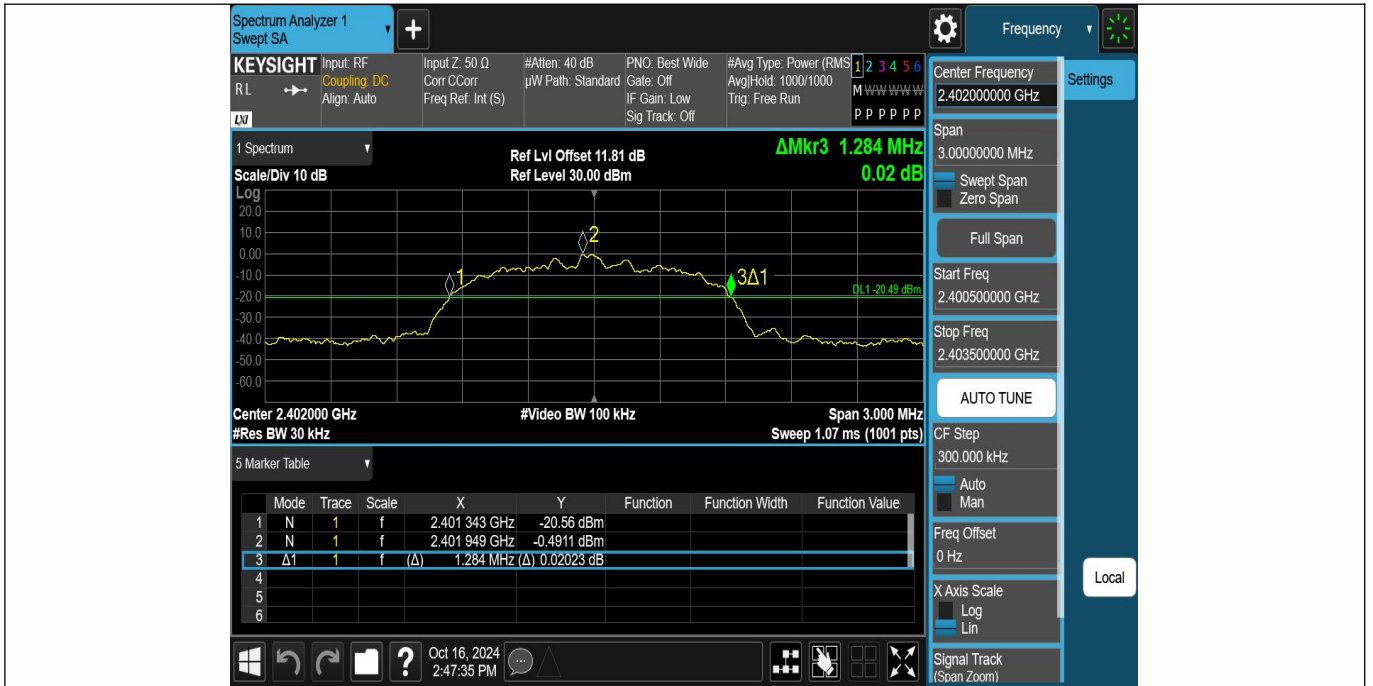 Spectrum Analyzer 1
Swept SA
+
Frequency
KEYSIGHT
RL
LXI
Input: RF
Coupling: DC
Align: Auto
Input Z: 50 Ω
Corr CCorr
Freq Ref: Int (S)
#Atten: 40 dB
µW Path: Standard
PNO: Best Wide
Gate: Off
IF Gain: Low
Sig Track: Off
#Avg Type: Power (RMS
Avg|Hold: 1000/1000
Trig: Free Run
1 2 3 4 5 6
M W W W W W
P P P P P P
1 Spectrum
Scale/Div 10 dB
Ref Lvl Offset 11.81 dB
Ref Level 30.00 dBm
ΔMkr3 1.284 MHz
0.02 dB
Log
20.0
10.0
0.00
-10.0
-20.0
-30.0
-40.0
-50.0
-60.0
1
2
3Δ1
DL1 -20.49 dBm
Center 2.402000 GHz
#Video BW 100 kHz
Span 3.000 MHz
#Res BW 30 kHz
Sweep 1.07 ms (1001 pts)
5 Marker Table
Mode Trace Scale X Y Function Function Width Function Value
1 N 1 f 2.401 343 GHz -20.56 dBm
2 N 1 f 2.401 949 GHz -0.4911 dBm
3 Δ1 1 f (Δ) 1.284 MHz (Δ) 0.02023 dB
4
5
6
Oct 16, 2024
2:47:35 PM
?
Center Frequency
2.402000000 GHz
Span
3.00000000 MHz
Swept Span
Zero Span
Full Span
Start Freq
2.400500000 GHz
Stop Freq
2.403500000 GHz
AUTO TUNE
CF Step
300.000 kHz
Auto
Man
Freq Offset
0 Hz
X Axis Scale
Log
Lin
Signal Track
(Span Zoom)
Settings
Local